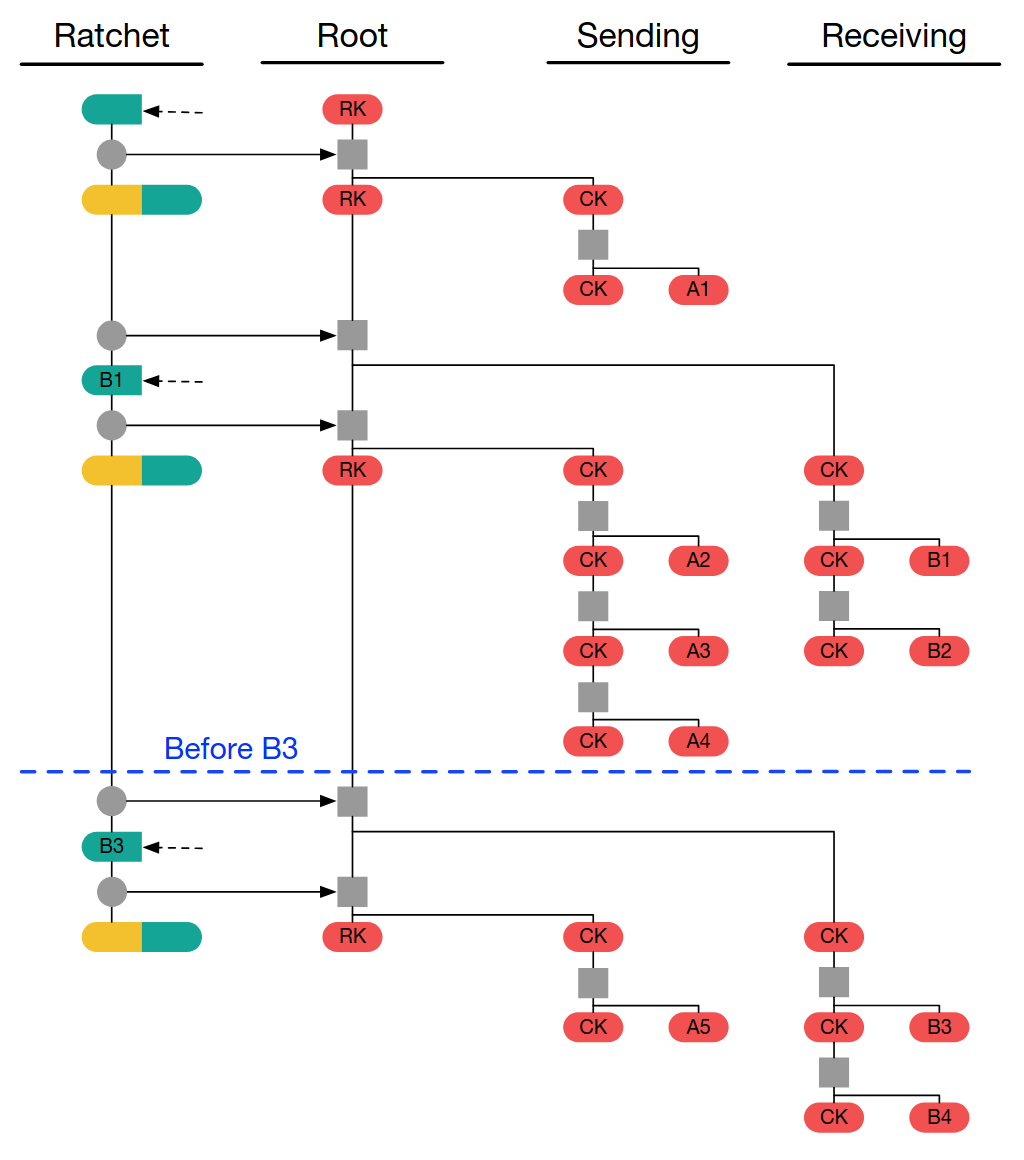 Ratchet Root Sending Receiving
RK
RK CK
CK A1
B1
RK CK CK
CK A2 CK B1
CK A3 CK B2
CK A4
Before B3
B3
RK CK CK
CK A5 CK B3
CK B4